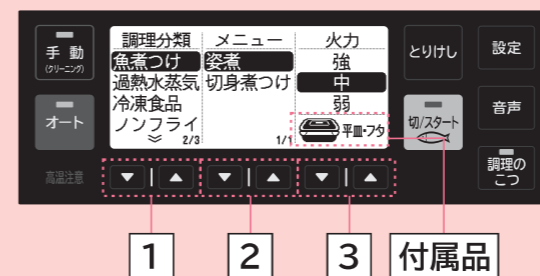 手 動
(クリーニング)
オート
高温注意
調理分類
メニュー
火力
魚煮つけ
姿煮
強
過熱水蒸気
切身煮つけ
中
冷凍食品
弱
ノンフライ
平皿・フタ
2/3
1/1
とりけし
切/スタート
設定
音声
調理の
こつ
1
2
3
付属品